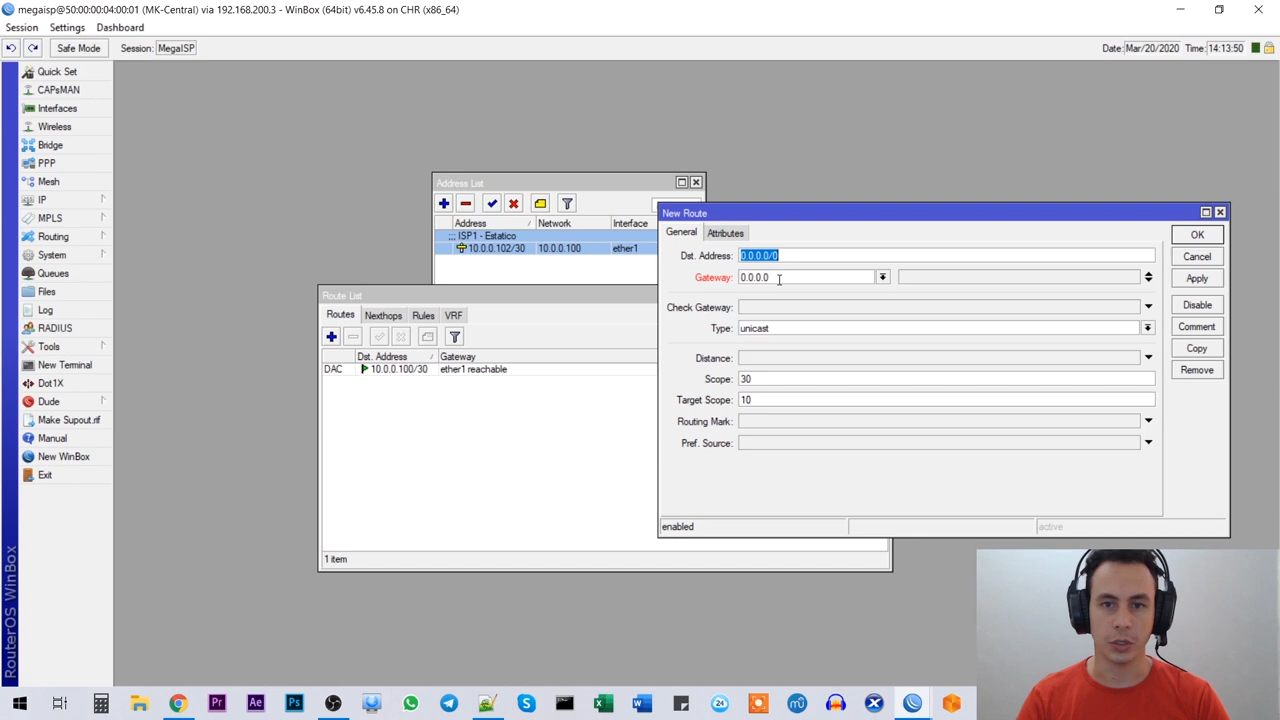 megaisp@50:00:00:04:00:01 (MK-Central) via 192.168.200.3 - WinBox (64bit) v6.45.8 on CHR (x86_64)
Session Settings Dashboard
Safe Mode Session: MegaISP Date: Mar/20/2020 Time: 14:13:50
Quick Set
CAPsMAN
Interfaces
Wireless
Bridge
PPP
Mesh
IP
MPLS
Routing
System
Queues
Files
Log
RADIUS
Tools
New Terminal
Dot1X
Dude
Make Supout.rif
Manual
New WinBox
Exit
RouterOS WinBox
Address List
Address / Network Interface
::: ISP1 - Estatico
10.0.0.102/30 10.0.0.100 ether1
Route List
Routes Nexthops Rules VRF
Dst. Address / Gateway
DAC 10.0.0.100/30 ether1 reachable
1 item
New Route
General Attributes
Dst. Address: 0.0.0.0/0
Gateway: 0.0.0.0
Check Gateway:
Type: unicast
Distance:
Scope: 30
Target Scope: 10
Routing Mark:
Pref. Source:
OK
Cancel
Apply
Disable
Comment
Copy
Remove
enabled active
Pr Ae Ps 24